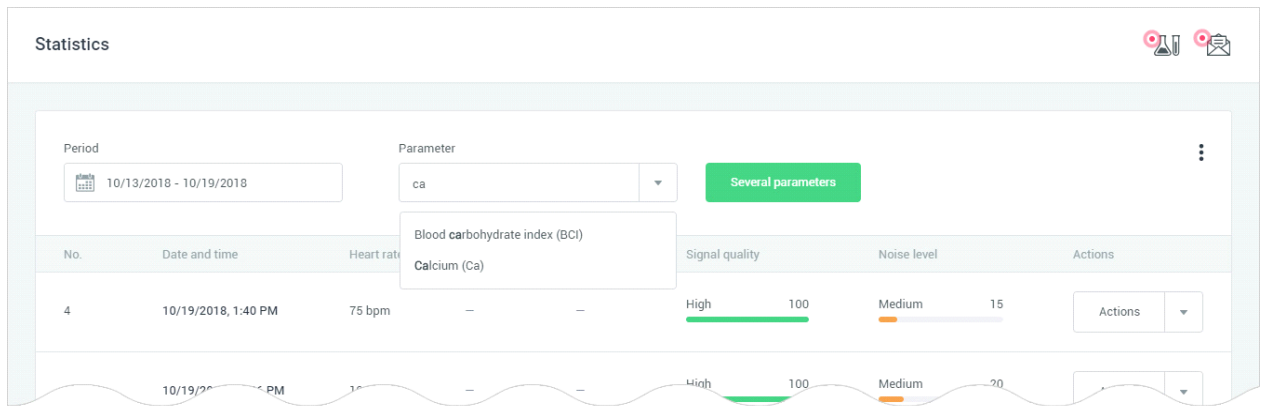 Statistics
Period
Parameter
10/13/2018 - 10/19/2018
ca
Several parameters
Blood carbohydrate index (BCI)
Calcium (Ca)
No. Date and time Heart rate Signal quality Noise level Actions
4 10/19/2018, 1:40 PM 75 bpm — — High 100 Medium 15 Actions
PM — — High 100 Medium 20